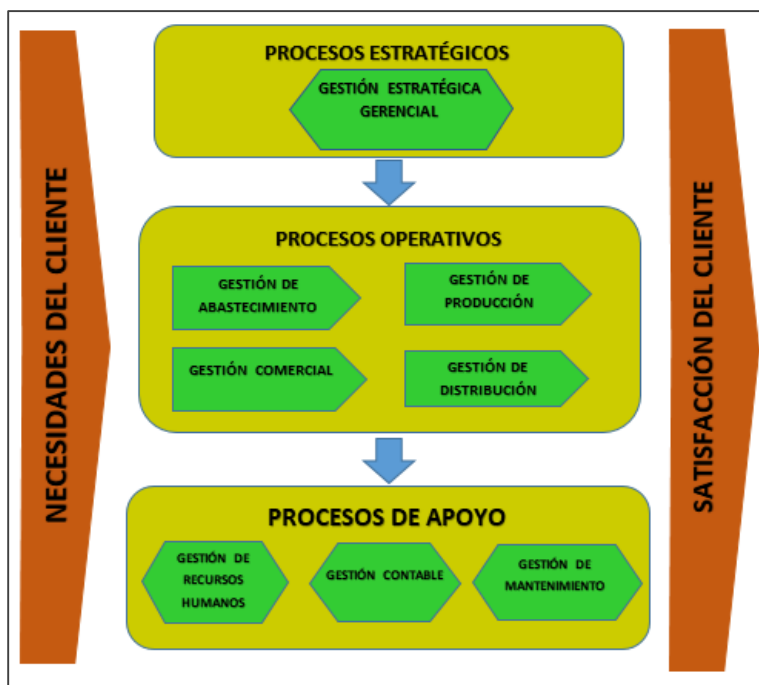 NECESIDADES DEL CLIENTE
PROCESOS ESTRATÉGICOS
GESTIÓN ESTRATÉGICA
GERENCIAL
PROCESOS OPERATIVOS
GESTIÓN DE
ABASTECIMIENTO
GESTIÓN DE
PRODUCCIÓN
GESTIÓN COMERCIAL
GESTIÓN DE
DISTRIBUCIÓN
PROCESOS DE APOYO
GESTIÓN DE
RECURSOS
HUMANOS
GESTIÓN CONTABLE
GESTIÓN DE
MANTENIMIENTO
SATISFACCIÓN DEL CLIENTE